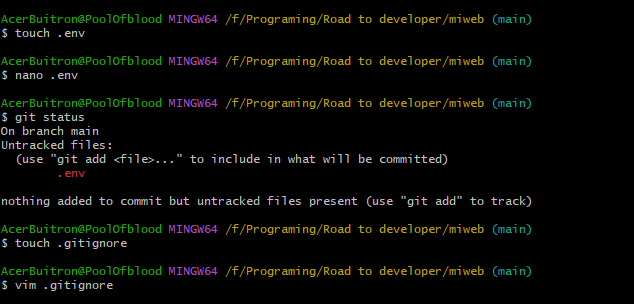 AcerBuitron@PoolOfblood MINGW64 /f/Programing/Road to developer/miweb (main)
$ touch .env
AcerBuitron@PoolOfblood MINGW64 /f/Programing/Road to developer/miweb (main)
$ nano .env
AcerBuitron@PoolOfblood MINGW64 /f/Programing/Road to developer/miweb (main)
$ git status
On branch main
Untracked files:
  (use "git add <file>..." to include in what will be committed)
        .env
nothing added to commit but untracked files present (use "git add" to track)
AcerBuitron@PoolOfblood MINGW64 /f/Programing/Road to developer/miweb (main)
$ touch .gitignore
AcerBuitron@PoolOfblood MINGW64 /f/Programing/Road to developer/miweb (main)
$ vim .gitignore